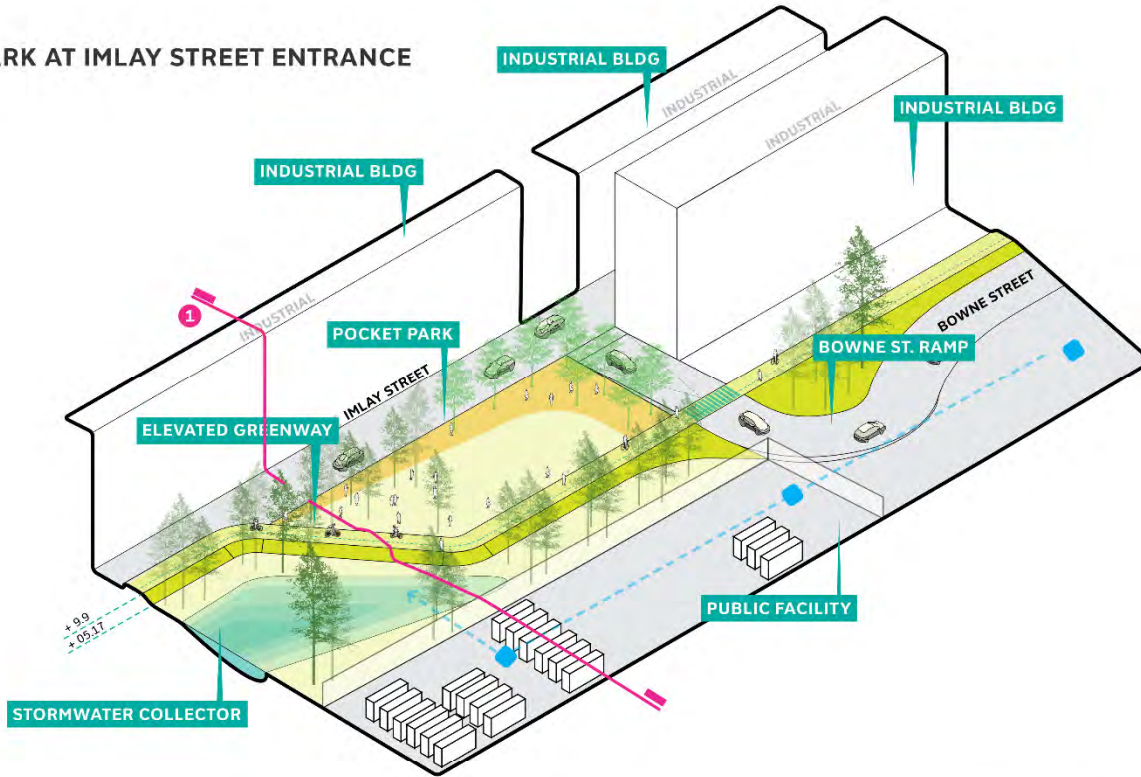 ARK AT IMLAY STREET ENTRANCE
INDUSTRIAL BLDG
INDUSTRIAL
INDUSTRIAL BLDG
INDUSTRIAL
INDUSTRIAL BLDG
1
INDUSTRIAL
POCKET PARK
IMLAY STREET
BOWNE STREET
BOWNE ST. RAMP
ELEVATED GREENWAY
PUBLIC FACILITY
+ 9.9
+ 05.17
STORMWATER COLLECTOR